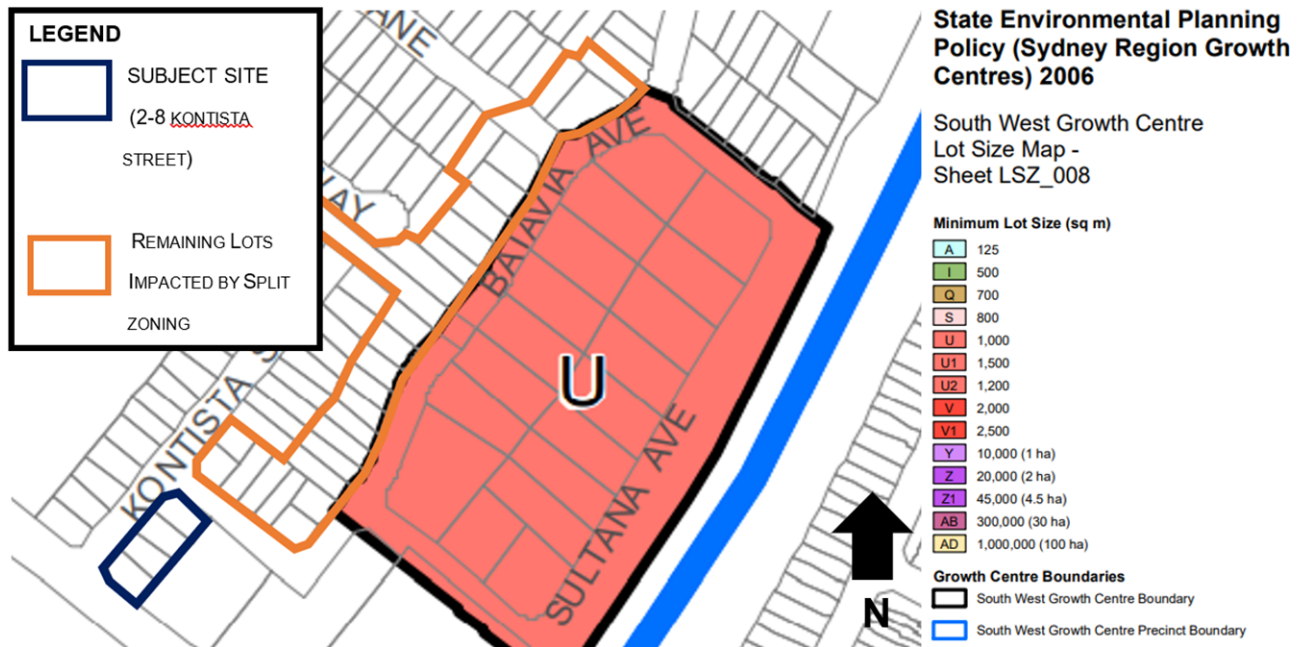 LEGEND
SUBJECT SITE
(2-8 KONTISTA
STREET)
REMAINING LOTS
IMPACTED BY SPLIT
ZONING
ANE
WAY
BATAVIA AVE
KONTISTA S
U
SULTANA AVE
N
State Environmental Planning
Policy (Sydney Region Growth
Centres) 2006
South West Growth Centre
Lot Size Map -
Sheet LSZ_008
Minimum Lot Size (sq m)
A 125
I 500
Q 700
S 800
U 1,000
U1 1,500
U2 1,200
V 2,000
V1 2,500
Y 10,000 (1 ha)
Z 20,000 (2 ha)
Z1 45,000 (4.5 ha)
AB 300,000 (30 ha)
AD 1,000,000 (100 ha)
Growth Centre Boundaries
South West Growth Centre Boundary
South West Growth Centre Precinct Boundary